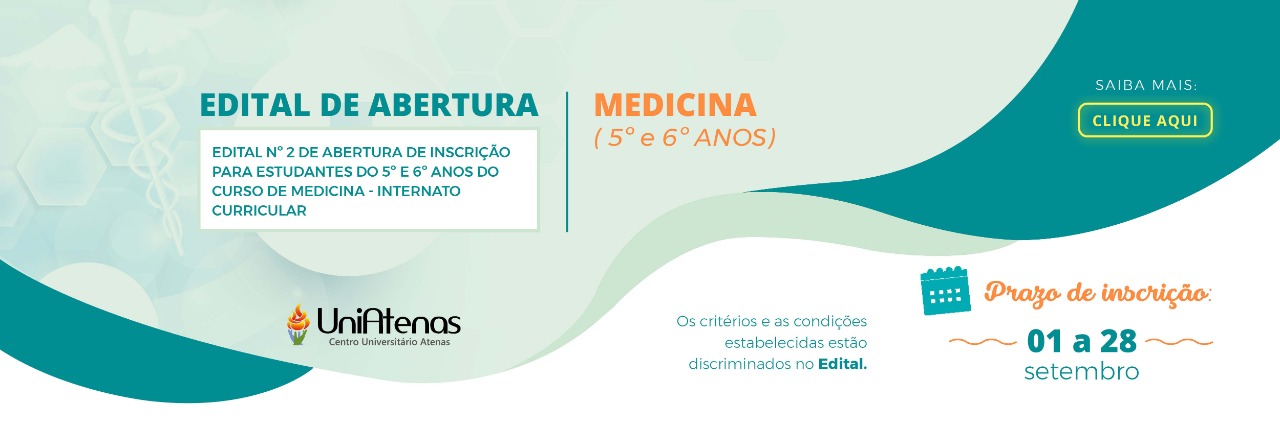 EDITAL DE ABERTURA
EDITAL Nº 2 DE ABERTURA DE INSCRIÇÃO
PARA ESTUDANTES DO 5º E 6º ANOS DO
CURSO DE MEDICINA - INTERNATO
CURRICULAR
MEDICINA
( 5º e 6º ANOS)
SAIBA MAIS:
CLIQUE AQUI
UniAtenas
Centro Universitário Atenas
Os critérios e as condições
estabelecidas estão
discriminados no Edital.
Prazo de inscrição:
01 a 28
setembro